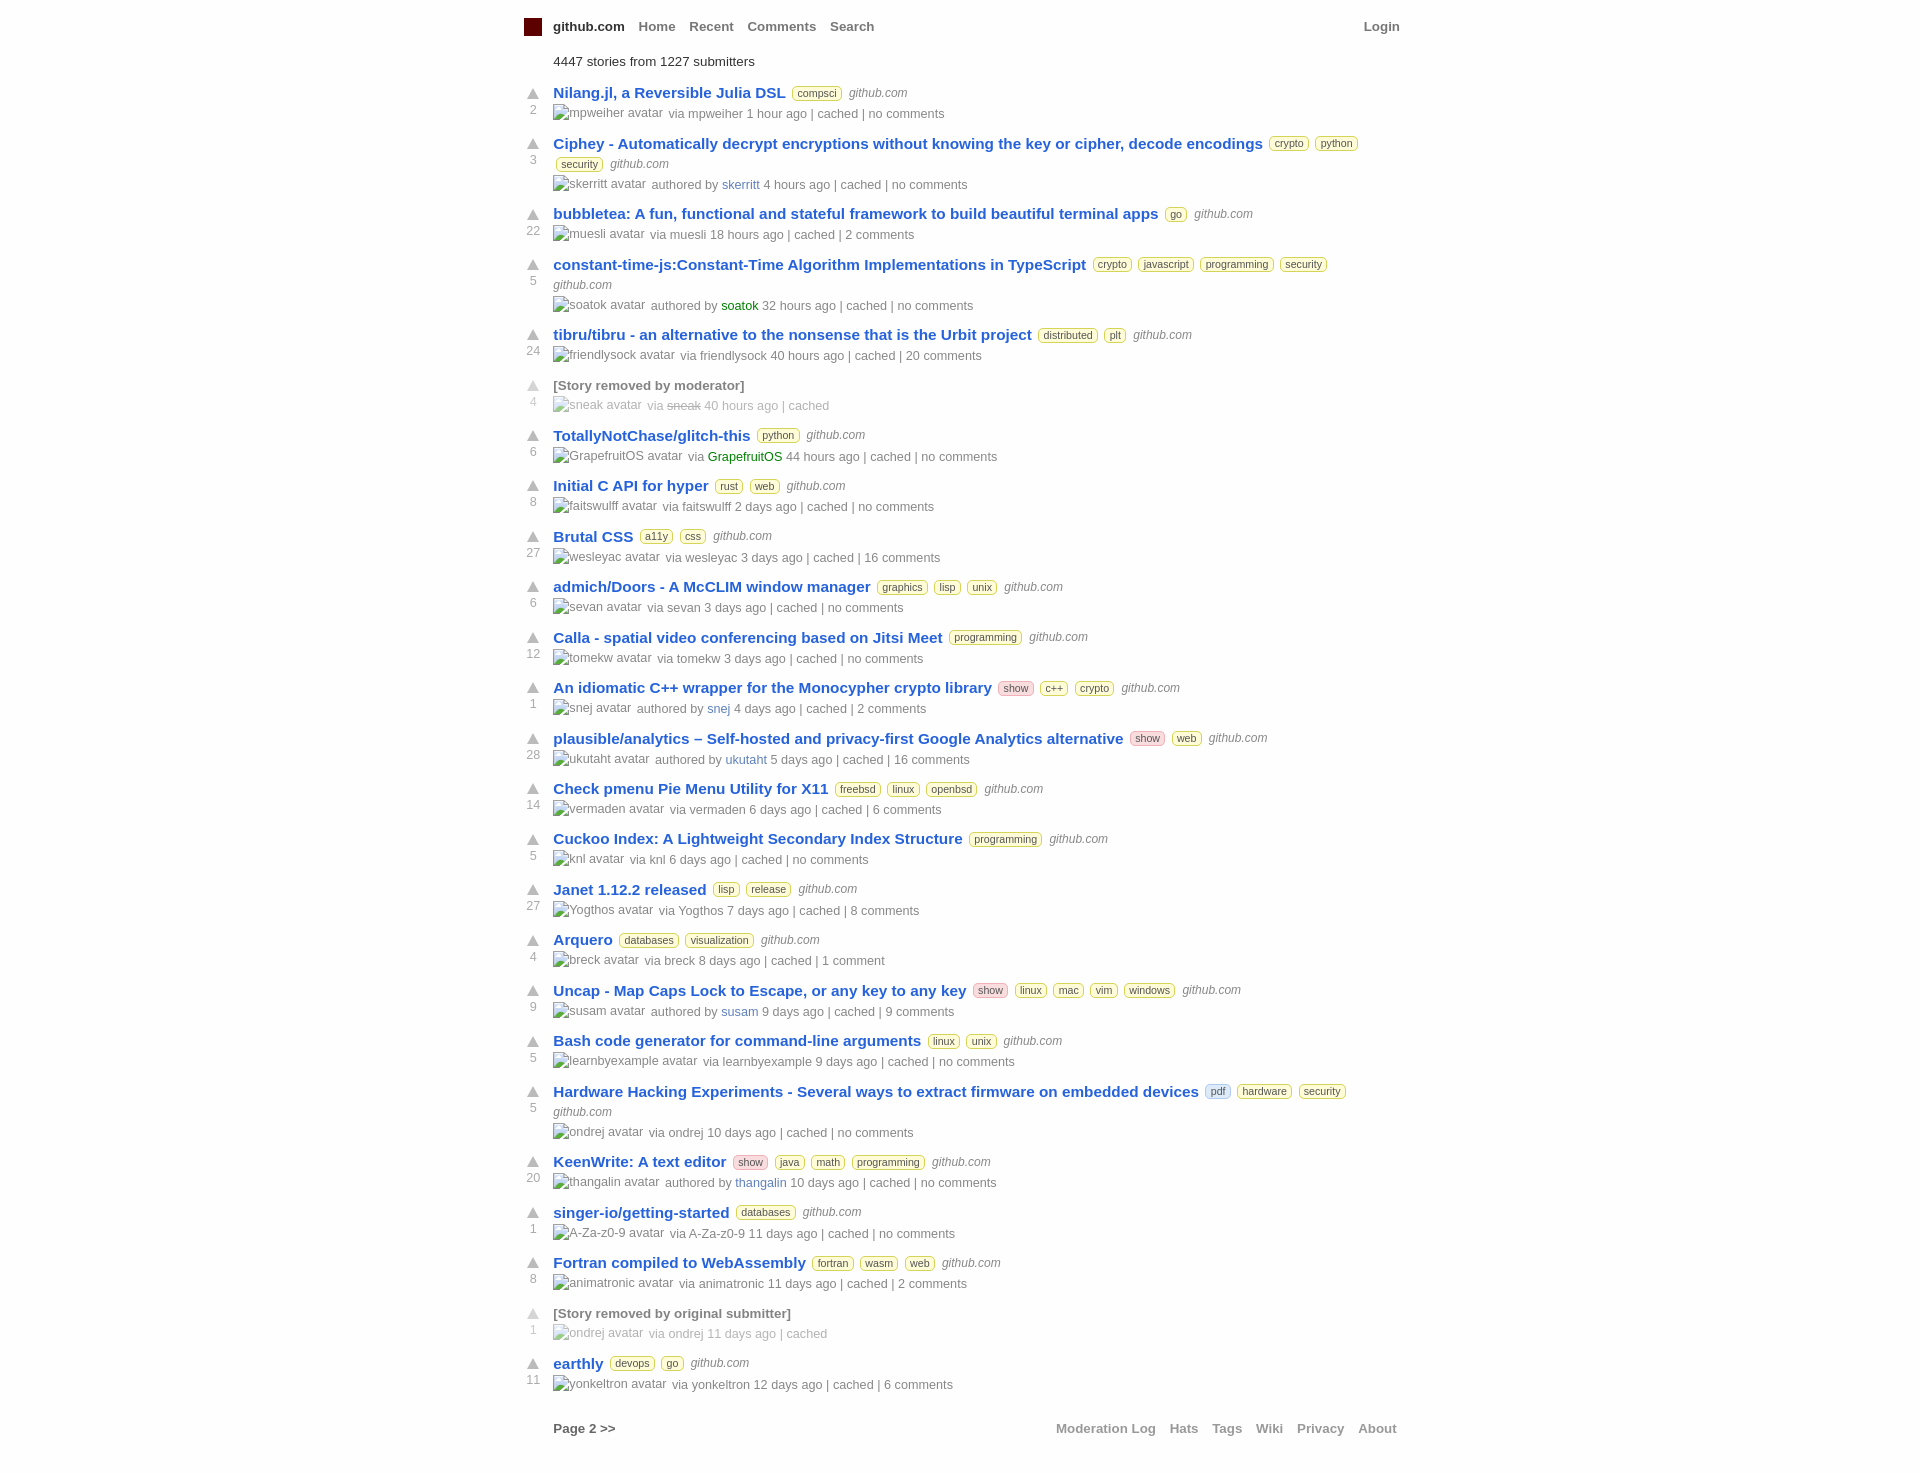 github.com Home Recent Comments Search Login
4447 stories from 1227 submitters
Nilang.jl, a Reversible Julia DSL compsci github.com
2
mpweiher avatar via mpweiher 1 hour ago | cached | no comments
Ciphey - Automatically decrypt encryptions without knowing the key or cipher, decode encodings crypto python
3 security github.com
skerritt avatar authored by skerritt 4 hours ago | cached | no comments
bubbletea: A fun, functional and stateful framework to build beautiful terminal apps go github.com
22 muesli avatar via muesli 18 hours ago | cached | 2 comments
constant-time-js:Constant-Time Algorithm Implementations in TypeScript crypto javascript programming security
5 github.com
soatok avatar authored by soatok 32 hours ago | cached | no comments
tibru/tibru - an alternative to the nonsense that is the Urbit project distributed plt github.com
24 friendlysock avatar via friendlysock 40 hours ago | cached | 20 comments
[Story removed by moderator]
4 sneak avatar via sneak 40 hours ago | cached
TotallyNotChase/glitch-this python github.com
6 GrapefruitOS avatar via GrapefruitOS 44 hours ago | cached | no comments
Initial C API for hyper rust web github.com
8 faitswulff avatar via faitswulff 2 days ago | cached | no comments
Brutal CSS a11y css github.com
27 wesleyac avatar via wesleyac 3 days ago | cached | 16 comments
admich/Doors - A McCLIM window manager graphics lisp unix github.com
6 sevan avatar via sevan 3 days ago | cached | no comments
Calla - spatial video conferencing based on Jitsi Meet programming github.com
12 tomekw avatar via tomekw 3 days ago | cached | no comments
An idiomatic C++ wrapper for the Monocypher crypto library show c++ crypto github.com
1 snej avatar authored by snej 4 days ago | cached | 2 comments
plausible/analytics – Self-hosted and privacy-first Google Analytics alternative show web github.com
28 ukutaht avatar authored by ukutaht 5 days ago | cached | 16 comments
Check pmenu Pie Menu Utility for X11 freebsd linux openbsd github.com
14 vermaden avatar via vermaden 6 days ago | cached | 6 comments
Cuckoo Index: A Lightweight Secondary Index Structure programming github.com
5 knl avatar via knl 6 days ago | cached | no comments
Janet 1.12.2 released lisp release github.com
27 Yogthos avatar via Yogthos 7 days ago | cached | 8 comments
Arquero databases visualization github.com
4 breck avatar via breck 8 days ago | cached | 1 comment
Uncap - Map Caps Lock to Escape, or any key to any key show linux mac vim windows github.com
9 susam avatar authored by susam 9 days ago | cached | 9 comments
Bash code generator for command-line arguments linux unix github.com
5 learnbyexample avatar via learnbyexample 9 days ago | cached | no comments
Hardware Hacking Experiments - Several ways to extract firmware on embedded devices pdf hardware security
5 github.com
ondrej avatar via ondrej 10 days ago | cached | no comments
KeenWrite: A text editor show java math programming github.com
20 thangalin avatar authored by thangalin 10 days ago | cached | no comments
singer-io/getting-started databases github.com
1 A-Za-z0-9 avatar via A-Za-z0-9 11 days ago | cached | no comments
Fortran compiled to WebAssembly fortran wasm web github.com
8 animatronic avatar via animatronic 11 days ago | cached | 2 comments
[Story removed by original submitter]
1 ondrej avatar via ondrej 11 days ago | cached
earthly devops go github.com
11 yonkeltron avatar via yonkeltron 12 days ago | cached | 6 comments
Page 2 >> Moderation Log Hats Tags Wiki Privacy About